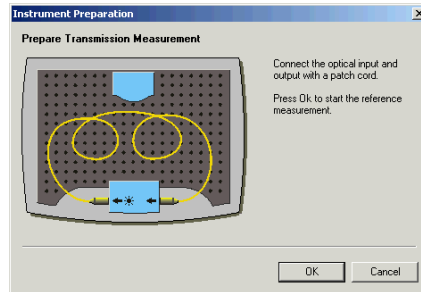 Instrument Preparation
Prepare Transmission Measurement
Connect the optical input and
output with a patch cord.
Press Ok to start the reference
measurement.
OK
Cancel